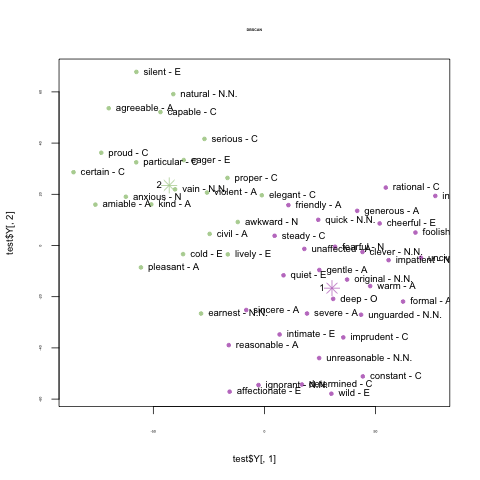 DBSCAN
silent - E
natural - N.N.
agreeable - A
capable - C
serious - C
proud - C
particular - C
eager - E
certain - C
proper - C
rational - C
2
vain - N.N.
violent - A
elegant - C
anxious - N
amiable - A
kind - A
friendly - A
generous - A
awkward - N
quick - N.N.
cheerful - E
foolish
civil - A
steady - C
unaffected - A
fearful - N
cold - E
lively - E
clever - N.N.
impatient - N
pleasant - A
gentle - A
quiet - E
original - N.N.
1
warm - A
deep - O
formal - A
earnest - N.N.
sincere - A
severe - A
unguarded - N.N.
intimate - E
imprudent - C
reasonable - A
unreasonable - N.N.
constant - C
ignorant - N.N.
determined - C
affectionate - E
wild - E
test$Y[, 2]
test$Y[, 1]